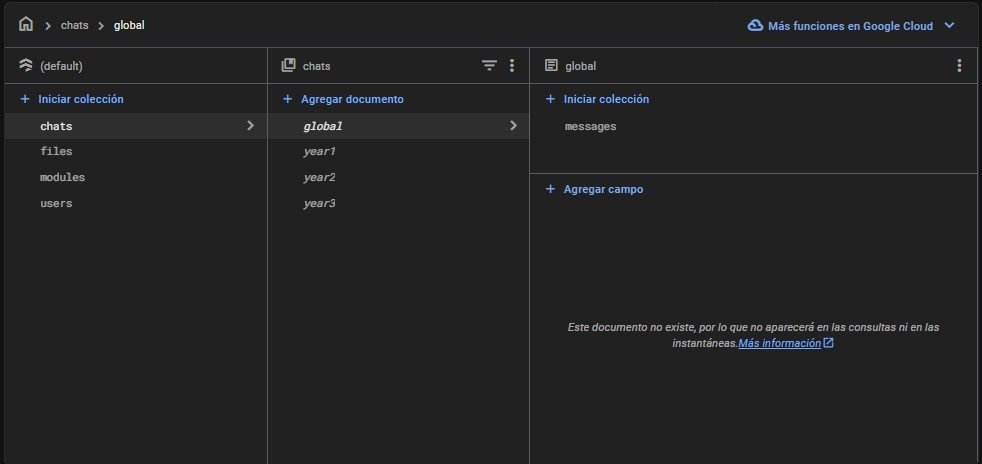 chats
global
Más funciones en Google Cloud
(default)
chats
global
+ Iniciar colección
+ Agregar documento
+ Iniciar colección
chats
global
messages
files
year1
modules
year2
+ Agregar campo
users
year3
Este documento no existe, por lo que no aparecerá en las consultas ni en las
instantáneas.Más información